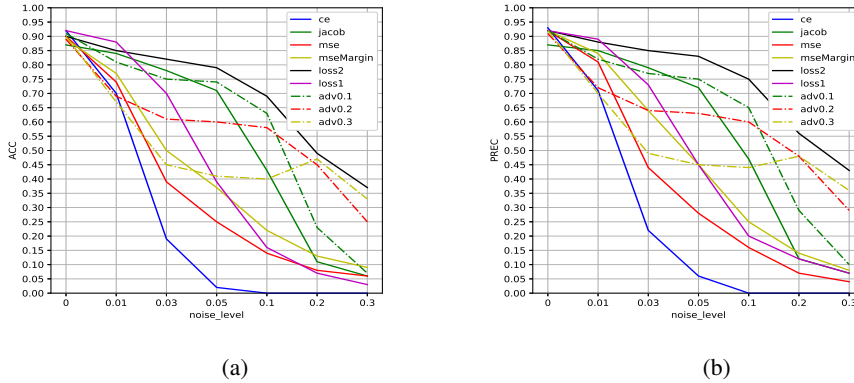 1.00
0.95
0.90
0.85
0.80
0.75
0.70
0.65
0.60
0.55
0.50
0.45
0.40
0.35
0.30
0.25
0.20
0.15
0.10
0.05
0.00
ACC
0 0.01 0.03 0.05 0.1 0.2 0.3
noise_level
ce
jacob
mse
mseMargin
loss2
loss1
adv0.1
adv0.2
adv0.3
(a)
1.00
0.95
0.90
0.85
0.80
0.75
0.70
0.65
0.60
0.55
0.50
0.45
0.40
0.35
0.30
0.25
0.20
0.15
0.10
0.05
0.00
PREC
0 0.01 0.03 0.05 0.1 0.2 0.3
noise_level
ce
jacob
mse
mseMargin
loss2
loss1
adv0.1
adv0.2
adv0.3
(b)